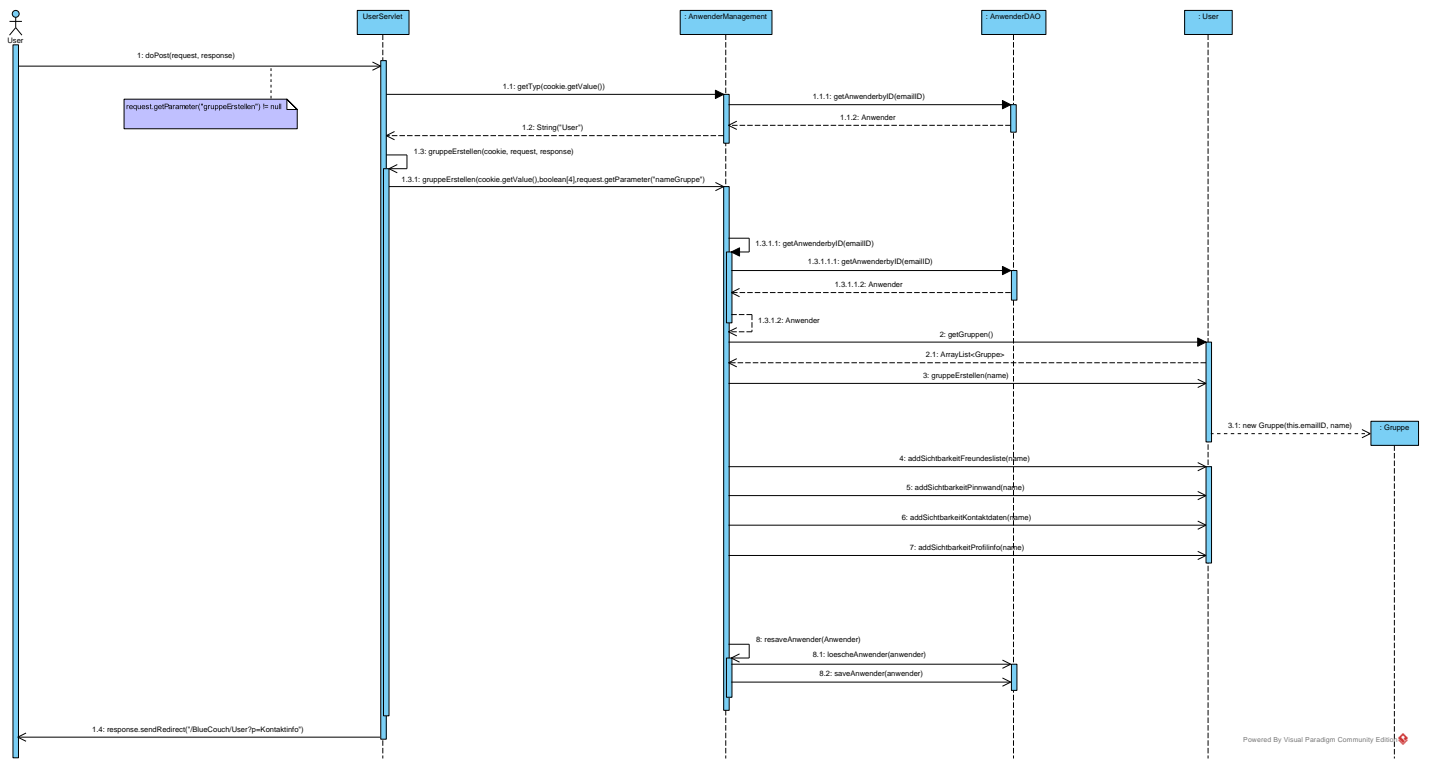 User
UserServlet
: AnwenderManagement
: AnwenderDAO
: User
1: doPost(request, response)
request.getParameter("gruppeErstellen") != null
1.1: getTyp(cookie.getValue())
1.1.1: getAnwenderbyID(emailID)
1.1.2: Anwender
1.2: String("User")
1.3: gruppeErstellen(cookie, request, response)
1.3.1: gruppeErstellen(cookie.getValue(),boolean[4],request.getParameter("nameGruppe")
1.3.1.1: getAnwenderbyID(emailID)
1.3.1.1.1: getAnwenderbyID(emailID)
1.3.1.1.2: Anwender
1.3.1.2: Anwender
2: getGruppen()
2.1: ArrayList<Gruppe>
3: gruppeErstellen(name)
3.1: new Gruppe(this.emailID, name)
: Gruppe
4: addSichtbarkeitFreundesliste(name)
5: addSichtbarkeitPinnwand(name)
6: addSichtbarkeitKontaktdaten(name)
7: addSichtbarkeitProfilinfo(name)
8: resaveAnwender(Anwender)
8.1: loescheAnwender(anwender)
8.2: saveAnwender(anwender)
1.4: response.sendRedirect("/BlueCouch/User?p=Kontaktinfo")
Powered By Visual Paradigm Community Edition